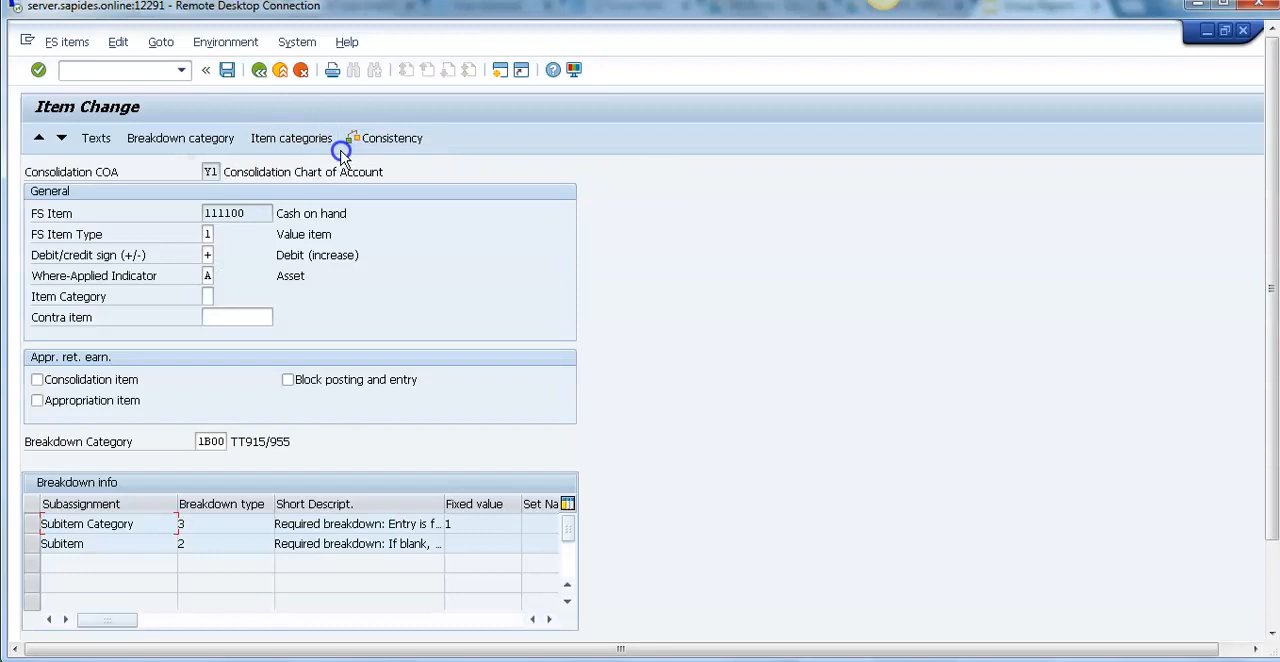 server.sapides.online:12291 - Remote Desktop Connection
FS items Edit Goto Environment System Help
Item Change
Texts Breakdown category Item categories Consistency
Consolidation COA Y1 Consolidation Chart of Account
General
FS Item 111100 Cash on hand
FS Item Type 1 Value item
Debit/credit sign (+/-) + Debit (increase)
Where-Applied Indicator A Asset
Item Category
Contra item
Appr. ret. earn.
Consolidation item Block posting and entry
Appropriation item
Breakdown Category 1B00 TT915/955
Breakdown info
Subassignment Breakdown type Short Descript. Fixed value Set Na
Subitem Category 3 Required breakdown: Entry is f... 1
Subitem 2 Required breakdown: If blank, ...